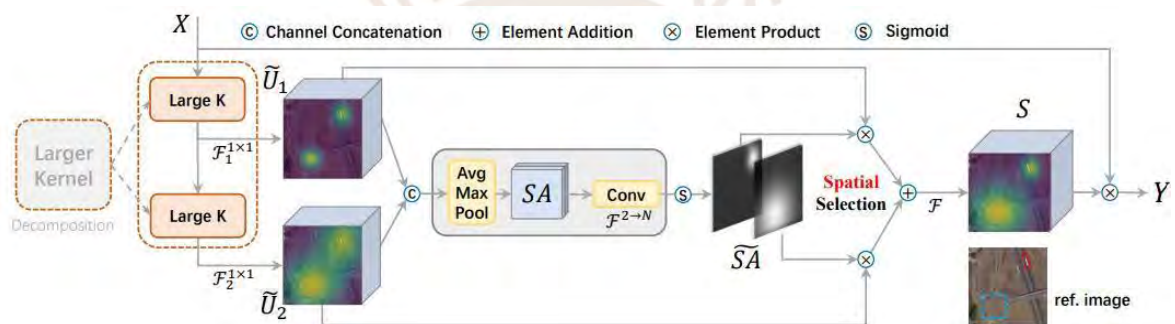 X
© Channel Concatenation ⊕ Element Addition ⊗ Element Product Ⓢ Sigmoid
Larger
Kernel
Decomposition
Large K
Large K
ℱ₁^{1×1}
ℱ₂^{1×1}
Ũ₁
Ũ₂
©
Avg
Max
Pool
SA
Conv
ℱ^{2→N}
Ⓢ
S͠A
⊗
⊗
Spatial
Selection
⊕
ℱ
S
⊗
Y
ref. image